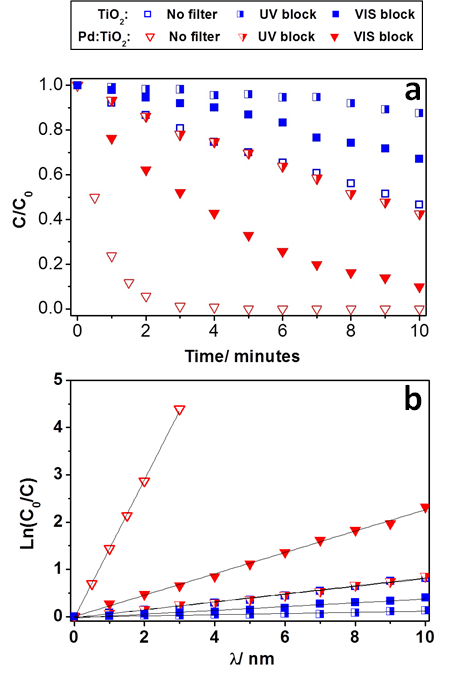 TiO2: No filter UV block VIS block
Pd:TiO2: No filter UV block VIS block
a
1.0
0.8
0.6
0.4
0.2
0.0
C/C0
0 2 4 6 8 10
Time/ minutes
b
5
4
3
2
1
0
Ln(C0/C)
0 2 4 6 8 10
λ/ nm